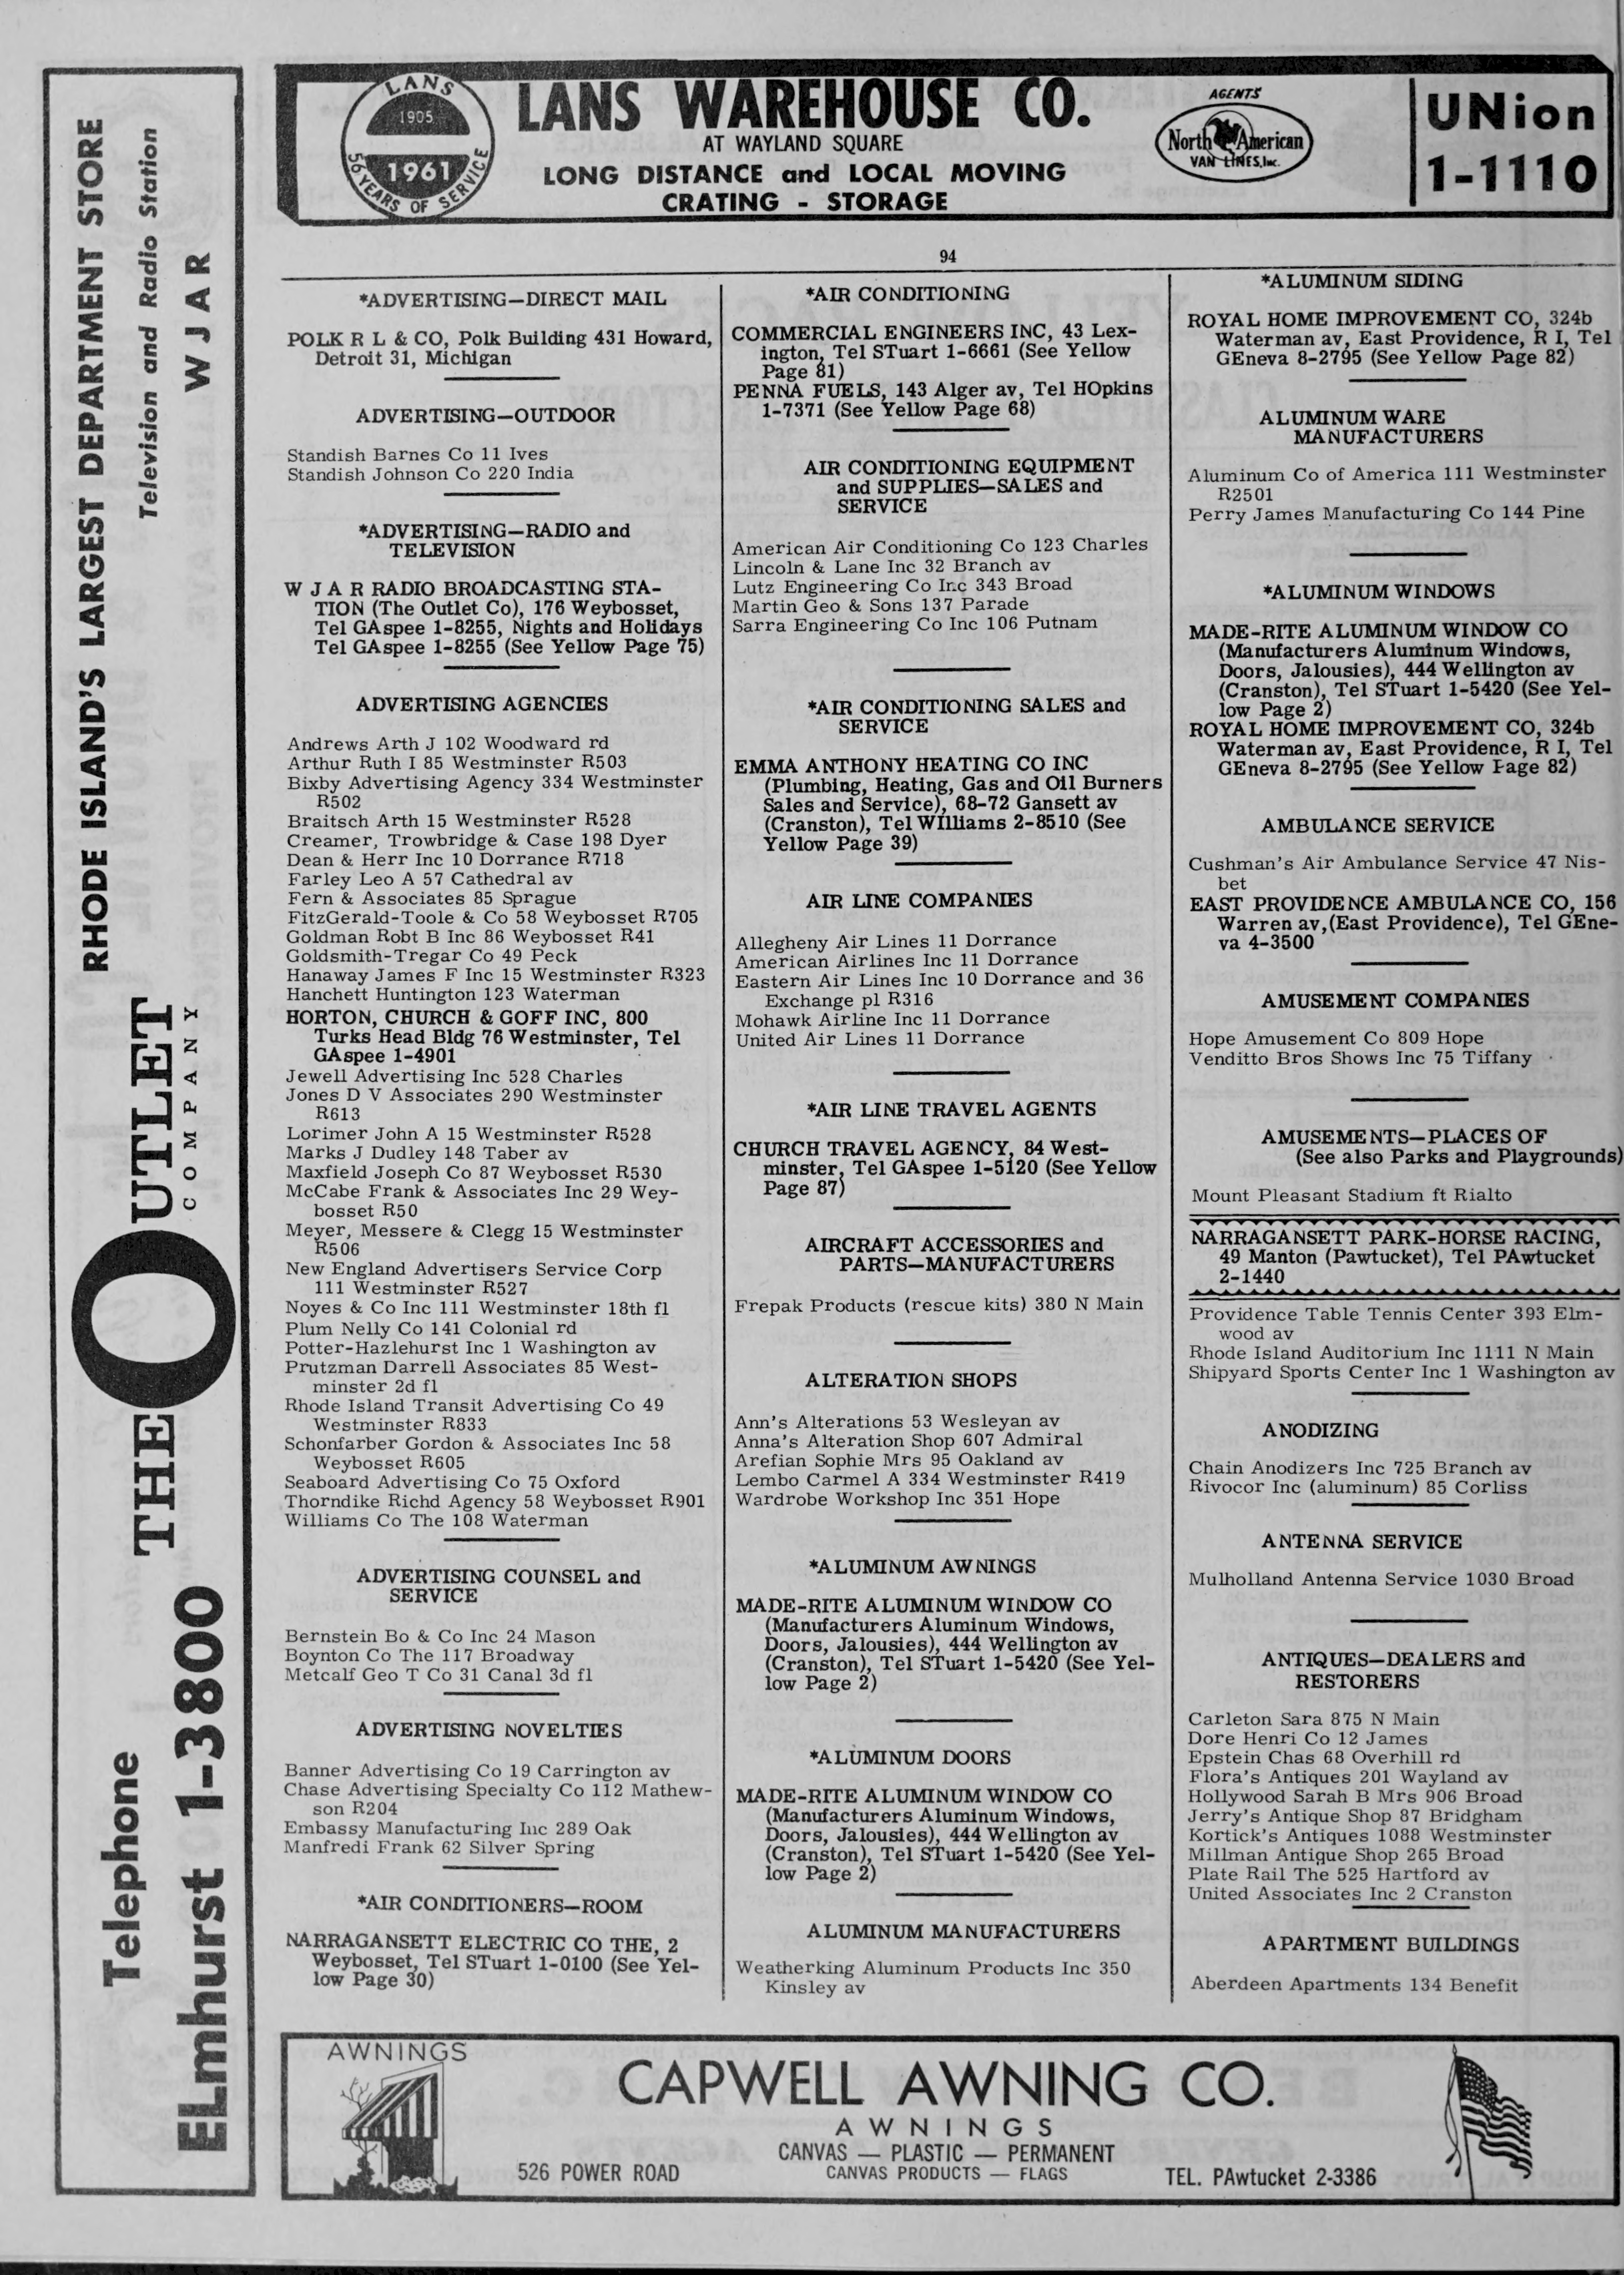 LANS
1905
1961
56 YEARS OF SERVICE
LANS WAREHOUSE CO.
AT WAYLAND SQUARE
LONG DISTANCE and LOCAL MOVING
CRATING - STORAGE
AGENTS
North American
VAN LINES, Inc.
UNion
1-1110
RHODE ISLAND'S LARGEST DEPARTMENT STORE
Television and Radio Station
WJAR
THE OUTLET
COMPANY
Telephone
ELmhurst 1-3800
94
*ADVERTISING—DIRECT MAIL
POLK R L & CO, Polk Building 431 Howard,
Detroit 31, Michigan
ADVERTISING—OUTDOOR
Standish Barnes Co 11 Ives
Standish Johnson Co 220 India
*ADVERTISING—RADIO and
TELEVISION
W J A R RADIO BROADCASTING STA-
TION (The Outlet Co), 176 Weybosset,
Tel GAspee 1-8255, Nights and Holidays
Tel GAspee 1-8255 (See Yellow Page 75)
ADVERTISING AGENCIES
Andrews Arth J 102 Woodward rd
Arthur Ruth I 85 Westminster R503
Bixby Advertising Agency 334 Westminster
R502
Braitsch Arth 15 Westminster R528
Creamer, Trowbridge & Case 198 Dyer
Dean & Herr Inc 10 Dorrance R718
Farley Leo A 57 Cathedral av
Fern & Associates 85 Sprague
FitzGerald-Toole & Co 58 Weybosset R705
Goldman Robt B Inc 86 Weybosset R41
Goldsmith-Tregar Co 49 Peck
Hanaway James F Inc 15 Westminster R323
Hanchett Huntington 123 Waterman
HORTON, CHURCH & GOFF INC, 800
Turks Head Bldg 76 Westminster, Tel
GAspee 1-4901
Jewell Advertising Inc 528 Charles
Jones D V Associates 290 Westminster
R613
Lorimer John A 15 Westminster R528
Marks J Dudley 148 Taber av
Maxfield Joseph Co 87 Weybosset R530
McCabe Frank & Associates Inc 29 Wey-
bosset R50
Meyer, Messere & Clegg 15 Westminster
R506
New England Advertisers Service Corp
111 Westminster R527
Noyes & Co Inc 111 Westminster 18th fl
Plum Nelly Co 141 Colonial rd
Potter-Hazlehurst Inc 1 Washington av
Prutzman Darrell Associates 85 West-
minster 2d fl
Rhode Island Transit Advertising Co 49
Westminster R833
Schonfarber Gordon & Associates Inc 58
Weybosset R605
Seaboard Advertising Co 75 Oxford
Thorndike Richd Agency 58 Weybosset R901
Williams Co The 108 Waterman
ADVERTISING COUNSEL and
SERVICE
Bernstein Bo & Co Inc 24 Mason
Boynton Co The 117 Broadway
Metcalf Geo T Co 31 Canal 3d fl
ADVERTISING NOVELTIES
Banner Advertising Co 19 Carrington av
Chase Advertising Specialty Co 112 Mathew-
son R204
Embassy Manufacturing Inc 289 Oak
Manfredi Frank 62 Silver Spring
*AIR CONDITIONERS—ROOM
NARRAGANSETT ELECTRIC CO THE, 2
Weybosset, Tel STuart 1-0100 (See Yel-
low Page 30)
*AIR CONDITIONING
COMMERCIAL ENGINEERS INC, 43 Lex-
ington, Tel STuart 1-6661 (See Yellow
Page 81)
PENNA FUELS, 143 Alger av, Tel HOpkins
1-7371 (See Yellow Page 68)
AIR CONDITIONING EQUIPMENT
and SUPPLIES—SALES and
SERVICE
American Air Conditioning Co 123 Charles
Lincoln & Lane Inc 32 Branch av
Lutz Engineering Co Inc 343 Broad
Martin Geo & Sons 137 Parade
Sarra Engineering Co Inc 106 Putnam
*AIR CONDITIONING SALES and
SERVICE
EMMA ANTHONY HEATING CO INC
(Plumbing, Heating, Gas and Oil Burners
Sales and Service), 68-72 Gansett av
(Cranston), Tel WIlliams 2-8510 (See
Yellow Page 39)
AIR LINE COMPANIES
Allegheny Air Lines 11 Dorrance
American Airlines Inc 11 Dorrance
Eastern Air Lines Inc 10 Dorrance and 36
Exchange pl R316
Mohawk Airline Inc 11 Dorrance
United Air Lines 11 Dorrance
*AIR LINE TRAVEL AGENTS
CHURCH TRAVEL AGENCY, 84 West-
minster, Tel GAspee 1-5120 (See Yellow
Page 87)
AIRCRAFT ACCESSORIES and
PARTS—MANUFACTURERS
Frepak Products (rescue kits) 380 N Main
ALTERATION SHOPS
Ann's Alterations 53 Wesleyan av
Anna's Alteration Shop 607 Admiral
Arefian Sophie Mrs 95 Oakland av
Lembo Carmel A 334 Westminster R419
Wardrobe Workshop Inc 351 Hope
*ALUMINUM AWNINGS
MADE-RITE ALUMINUM WINDOW CO
(Manufacturers Aluminum Windows,
Doors, Jalousies), 444 Wellington av
(Cranston), Tel STuart 1-5420 (See Yel-
low Page 2)
*ALUMINUM DOORS
MADE-RITE ALUMINUM WINDOW CO
(Manufacturers Aluminum Windows,
Doors, Jalousies), 444 Wellington av
(Cranston), Tel STuart 1-5420 (See Yel-
low Page 2)
ALUMINUM MANUFACTURERS
Weatherking Aluminum Products Inc 350
Kinsley av
*ALUMINUM SIDING
ROYAL HOME IMPROVEMENT CO, 324b
Waterman av, East Providence, R I, Tel
GEneva 8-2795 (See Yellow Page 82)
ALUMINUM WARE
MANUFACTURERS
Aluminum Co of America 111 Westminster
R2501
Perry James Manufacturing Co 144 Pine
*ALUMINUM WINDOWS
MADE-RITE ALUMINUM WINDOW CO
(Manufacturers Aluminum Windows,
Doors, Jalousies), 444 Wellington av
(Cranston), Tel STuart 1-5420 (See Yel-
low Page 2)
ROYAL HOME IMPROVEMENT CO, 324b
Waterman av, East Providence, R I, Tel
GEneva 8-2795 (See Yellow Page 82)
AMBULANCE SERVICE
Cushman's Air Ambulance Service 47 Nis-
bet
EAST PROVIDENCE AMBULANCE CO, 156
Warren av,(East Providence), Tel GEne-
va 4-3500
AMUSEMENT COMPANIES
Hope Amusement Co 809 Hope
Venditto Bros Shows Inc 75 Tiffany
AMUSEMENTS—PLACES OF
(See also Parks and Playgrounds)
Mount Pleasant Stadium ft Rialto
NARRAGANSETT PARK-HORSE RACING,
49 Manton (Pawtucket), Tel PAwtucket
2-1440
Providence Table Tennis Center 393 Elm-
wood av
Rhode Island Auditorium Inc 1111 N Main
Shipyard Sports Center Inc 1 Washington av
ANODIZING
Chain Anodizers Inc 725 Branch av
Rivocor Inc (aluminum) 85 Corliss
ANTENNA SERVICE
Mulholland Antenna Service 1030 Broad
ANTIQUES—DEALERS and
RESTORERS
Carleton Sara 875 N Main
Dore Henri Co 12 James
Epstein Chas 68 Overhill rd
Flora's Antiques 201 Wayland av
Hollywood Sarah B Mrs 906 Broad
Jerry's Antique Shop 87 Bridgham
Kortick's Antiques 1088 Westminster
Millman Antique Shop 265 Broad
Plate Rail The 525 Hartford av
United Associates Inc 2 Cranston
APARTMENT BUILDINGS
Aberdeen Apartments 134 Benefit
AWNINGS
CAPWELL AWNING CO.
AWNINGS
CANVAS — PLASTIC — PERMANENT
526 POWER ROAD
CANVAS PRODUCTS — FLAGS
TEL. PAwtucket 2-3386